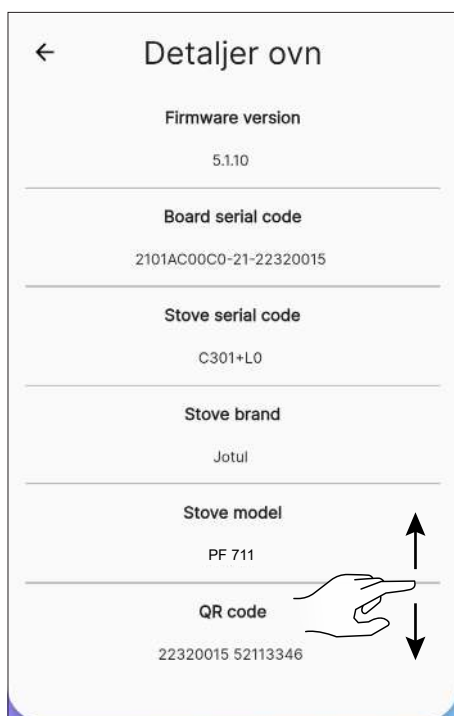 Detaljer ovn
Firmware version
5.1.10
Board serial code
2101AC00C0-21-22320015
Stove serial code
C301+L0
Stove brand
Jotul
Stove model
PF 711
QR code
22320015 52113346